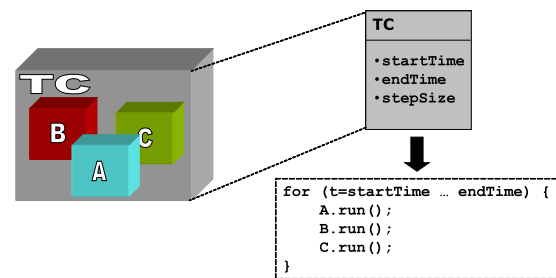 TC
B
C
A
TC
•startTime
•endTime
•stepSize
for (t=startTime … endTime) {
    A.run();
    B.run();
    C.run();
}